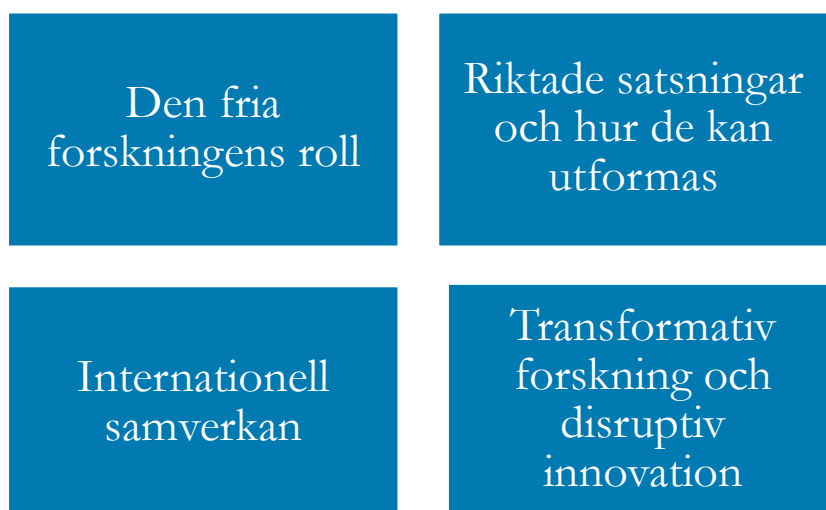 Den fria
forskningens roll
Riktade satsningar
och hur de kan
utformas
Internationell
samverkan
Transformativ
forskning och
disruptiv
innovation